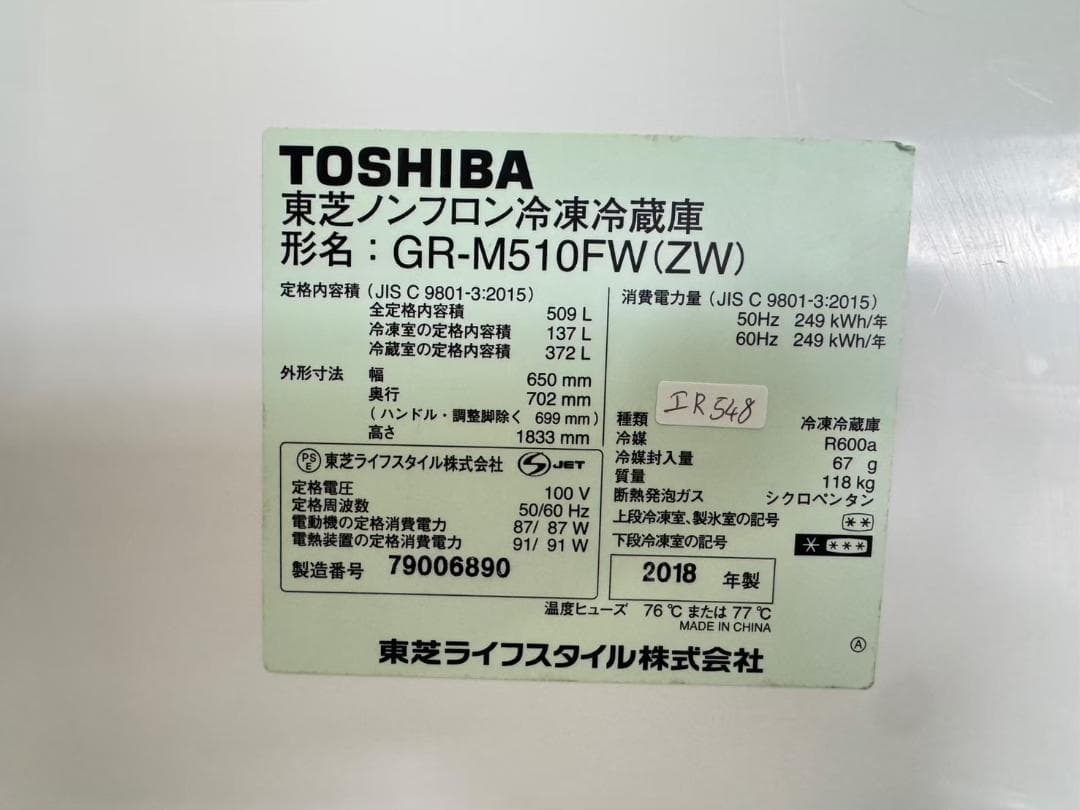 TOSHIBA
東芝ノンフロン冷凍冷蔵庫
形名：GR-M510FW(ZW)
定格内容積（JIS C 9801-3:2015）
全定格内容積 509 L
冷凍室の定格内容積 137 L
冷蔵室の定格内容積 372 L
外形寸法 幅 650 mm
奥行 702 mm
（ハンドル・調整脚除く 699 mm）
高さ 1833 mm
PSE 東芝ライフスタイル株式会社 S JET
定格電圧 100 V
定格周波数 50/60 Hz
電動機の定格消費電力 87/ 87 W
電熱装置の定格消費電力 91/ 91 W
製造番号 79006890
消費電力量（JIS C 9801-3:2015）
50Hz 249 kWh/年
60Hz 249 kWh/年
IR548
種類 冷凍冷蔵庫
冷媒 R600a
冷媒封入量 67 g
質量 118 kg
断熱発泡ガス シクロペンタン
上段冷凍室、製氷室の記号 **
下段冷凍室の記号 * ***
2018 年製
温度ヒューズ 76℃または77℃
MADE IN CHINA
東芝ライフスタイル株式会社
Ⓐ